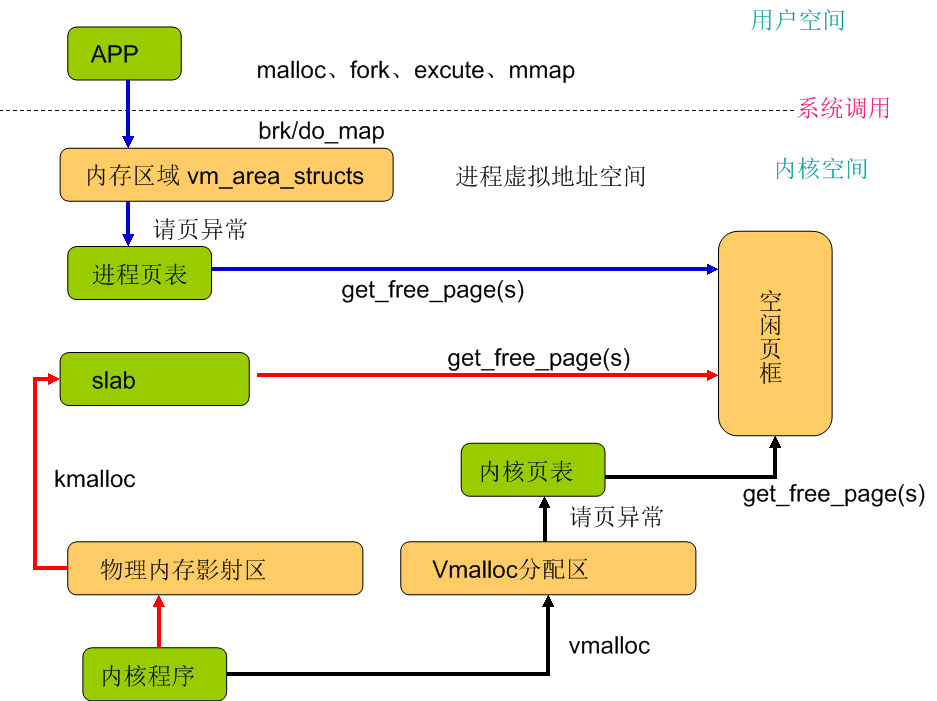 用户空间
APP
malloc、fork、excute、mmap
系统调用
brk/do_map
内核空间
内存区域 vm_area_structs
进程虚拟地址空间
请页异常
进程页表
get_free_page(s)
空闲页框
get_free_page(s)
slab
内核页表
kmalloc
get_free_page(s)
请页异常
物理内存影射区
Vmalloc分配区
vmalloc
内核程序